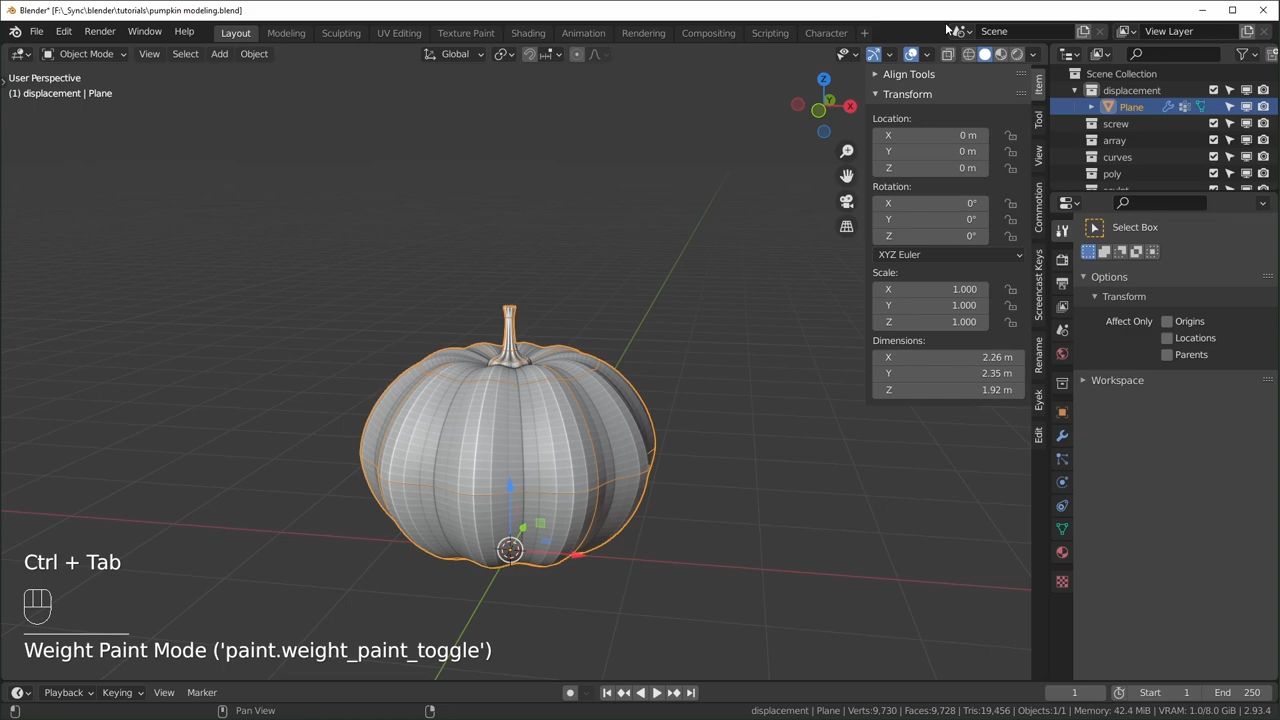 Blender* [F:\_Sync\blender\tutorials\pumpkin modeling.blend]
File Edit Render Window Help Layout Modeling Sculpting UV Editing Texture Paint Shading Animation Rendering Compositing Scripting Character + Scene View Layer
Object Mode View Select Add Object Global
User Perspective
(1) displacement | Plane
Align Tools
Transform
Location:
X 0 m
Y 0 m
Z 0 m
Rotation:
X 0°
Y 0°
Z 0°
XYZ Euler
Scale:
X 1.000
Y 1.000
Z 1.000
Dimensions:
X 2.26 m
Y 2.35 m
Z 1.92 m
Z
Y
X
Item
Tool
View
Commotion
Screencast Keys
Rename
Eyek
Edit
Scene Collection
displacement
Plane
screw
array
curves
poly
Select Box
Options
Transform
Affect Only Origins
Locations
Parents
Workspace
Ctrl + Tab
Weight Paint Mode ('paint.weight_paint_toggle')
Playback Keying View Marker 1 Start 1 End 250
Pan View displacement | Plane | Verts:9,730 | Faces:9,728 | Tris:19,456 | Objects:1/1 | Memory: 42.4 MiB | VRAM: 1.0/8.0 GiB | 2.93.4